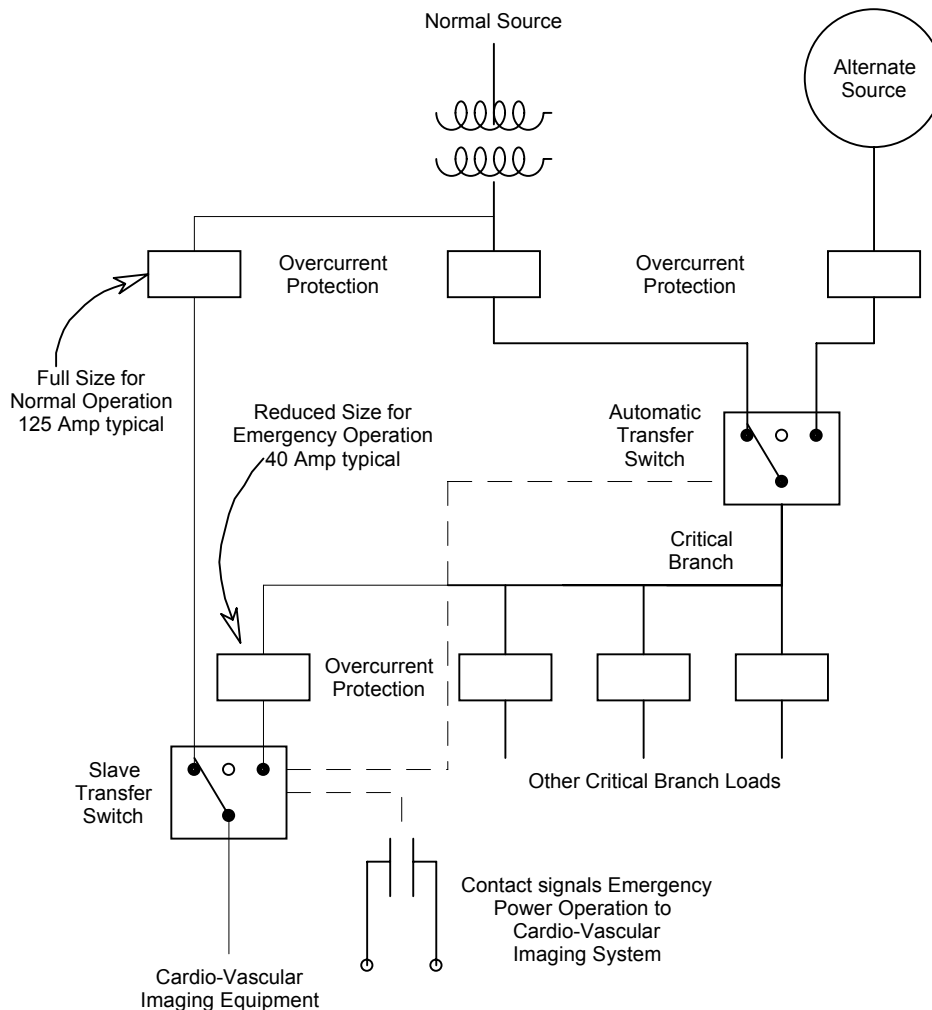 Normal Source
Alternate
Source
Overcurrent
Protection
Overcurrent
Protection
Full Size for
Normal Operation
125 Amp typical
Reduced Size for
Emergency Operation
40 Amp typical
Automatic
Transfer
Switch
Critical
Branch
Overcurrent
Protection
Slave
Transfer
Switch
Other Critical Branch Loads
Contact signals Emergency
Power Operation to
Cardio-Vascular
Imaging System
Cardio-Vascular
Imaging Equipment